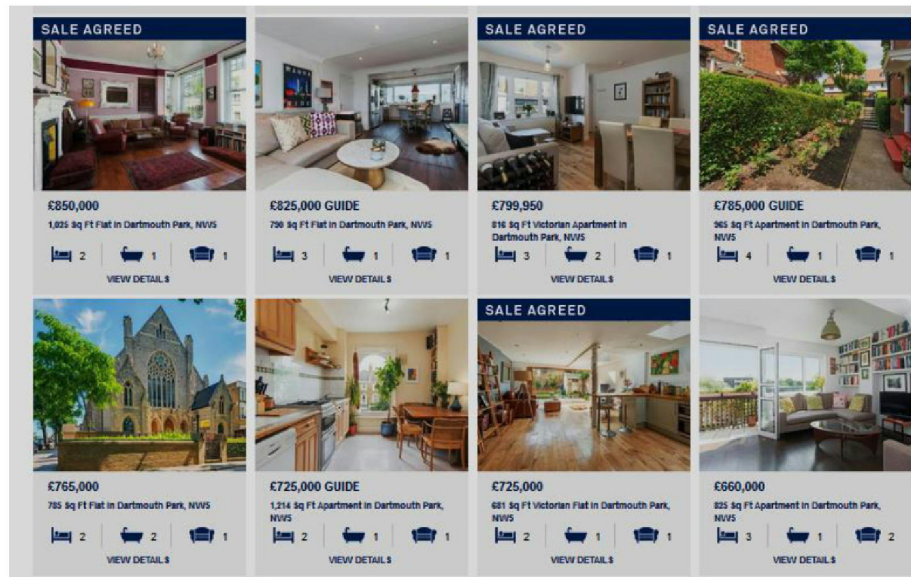 SALE AGREED
£850,000
1,025 Sq Ft Flat in Dartmouth Park, NW5
2 1 1
VIEW DETAILS
£825,000 GUIDE
790 Sq Ft Flat in Dartmouth Park, NW5
3 1 1
VIEW DETAILS
SALE AGREED
£799,950
816 Sq Ft Victorian Apartment in
Dartmouth Park, NW5
3 2 1
VIEW DETAILS
SALE AGREED
£785,000 GUIDE
965 Sq Ft Apartment in Dartmouth Park,
NW5
4 1 1
VIEW DETAILS
£765,000
785 Sq Ft Flat in Dartmouth Park, NW5
2 2 1
VIEW DETAILS
£725,000 GUIDE
1,214 Sq Ft Apartment in Dartmouth Park,
NW5
2 1 1
VIEW DETAILS
SALE AGREED
£725,000
681 Sq Ft Victorian Flat in Dartmouth Park,
NW5
2 1 1
VIEW DETAILS
£660,000
825 Sq Ft Apartment in Dartmouth Park,
NW5
3 1 2
VIEW DETAILS